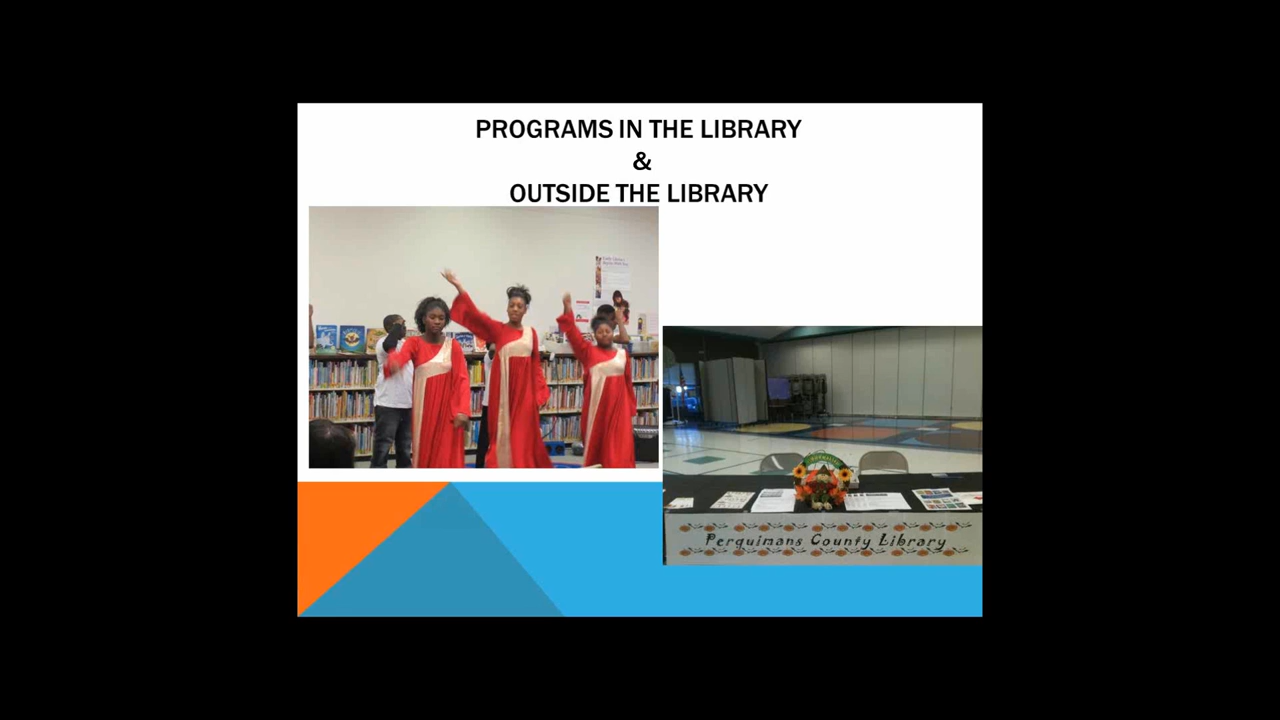 PROGRAMS IN THE LIBRARY
&
OUTSIDE THE LIBRARY
Perquimans County Library